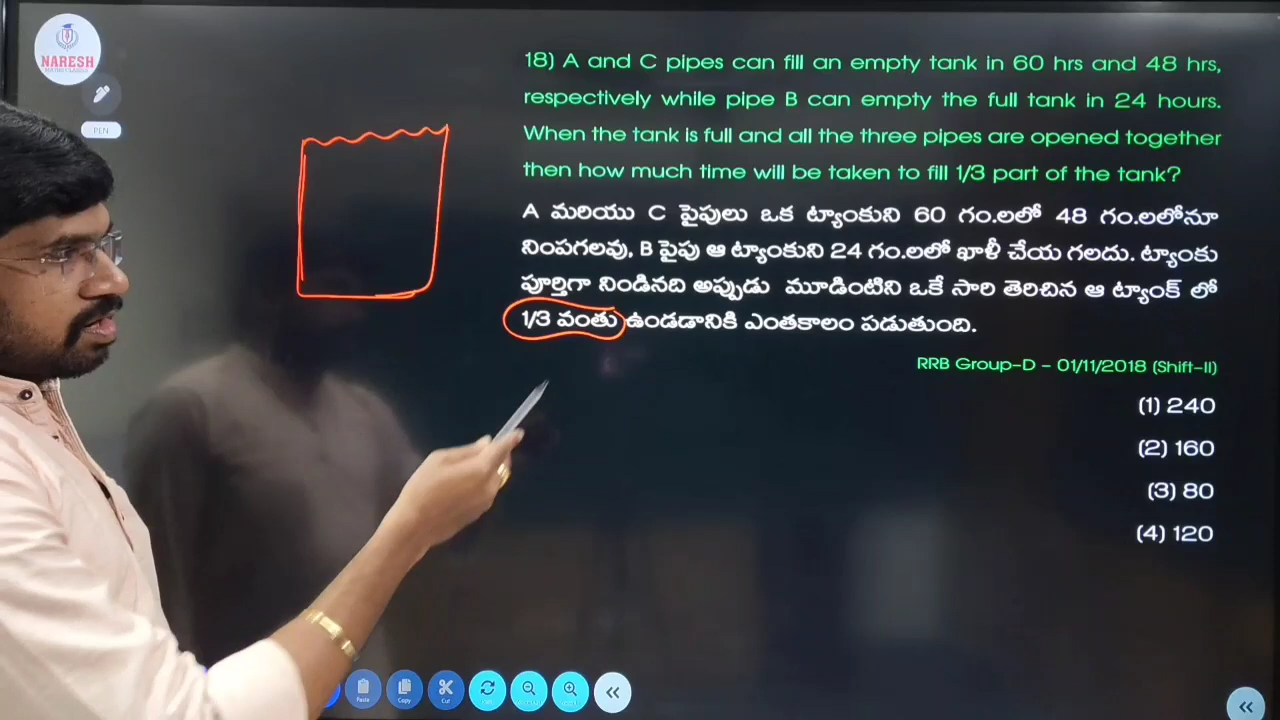 NARESH
PEN
18) A and C pipes can fill an empty tank in 60 hrs and 48 hrs,
respectively while pipe B can empty the full tank in 24 hours.
When the tank is full and all the three pipes are opened together
then how much time will be taken to fill 1/3 part of the tank?
A మరియు C పైపులు ఒక ట్యాంకుని 60 గం.లలో 48 గం.లలోనూ
నింపగలవు, B పైపు ఆ ట్యాంకుని 24 గం.లలో ఖాళీ చేయ గలదు. ట్యాంకు
పూర్తిగా నిండినది అప్పుడు మూడింటిని ఒకే సారి తెరిచిన ఆ ట్యాంక్ లో
1/3 వంతు ఉండడానికి ఎంతకాలం పడుతుంది.
RRB Group-D - 01/11/2018 (Shift-II)
(1) 240
(2) 160
(3) 80
(4) 120
Paste
Copy
Cut